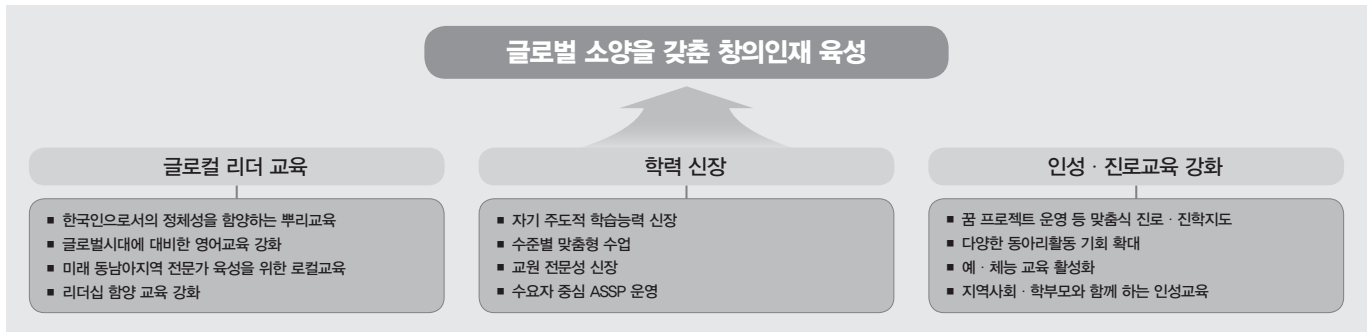 글로벌 소양을 갖춘 창의인재 육성
글로컬 리더 교육
■ 한국인으로서의 정체성을 함양하는 뿌리교육
■ 글로벌시대에 대비한 영어교육 강화
■ 미래 동남아지역 전문가 육성을 위한 로컬교육
■ 리더십 함양 교육 강화
학력 신장
■ 자기 주도적 학습능력 신장
■ 수준별 맞춤형 수업
■ 교원 전문성 신장
■ 수요자 중심 ASSP 운영
인성 · 진로교육 강화
■ 꿈 프로젝트 운영 등 맞춤식 진로 · 진학지도
■ 다양한 동아리활동 기회 확대
■ 예 · 체능 교육 활성화
■ 지역사회 · 학부모와 함께 하는 인성교육